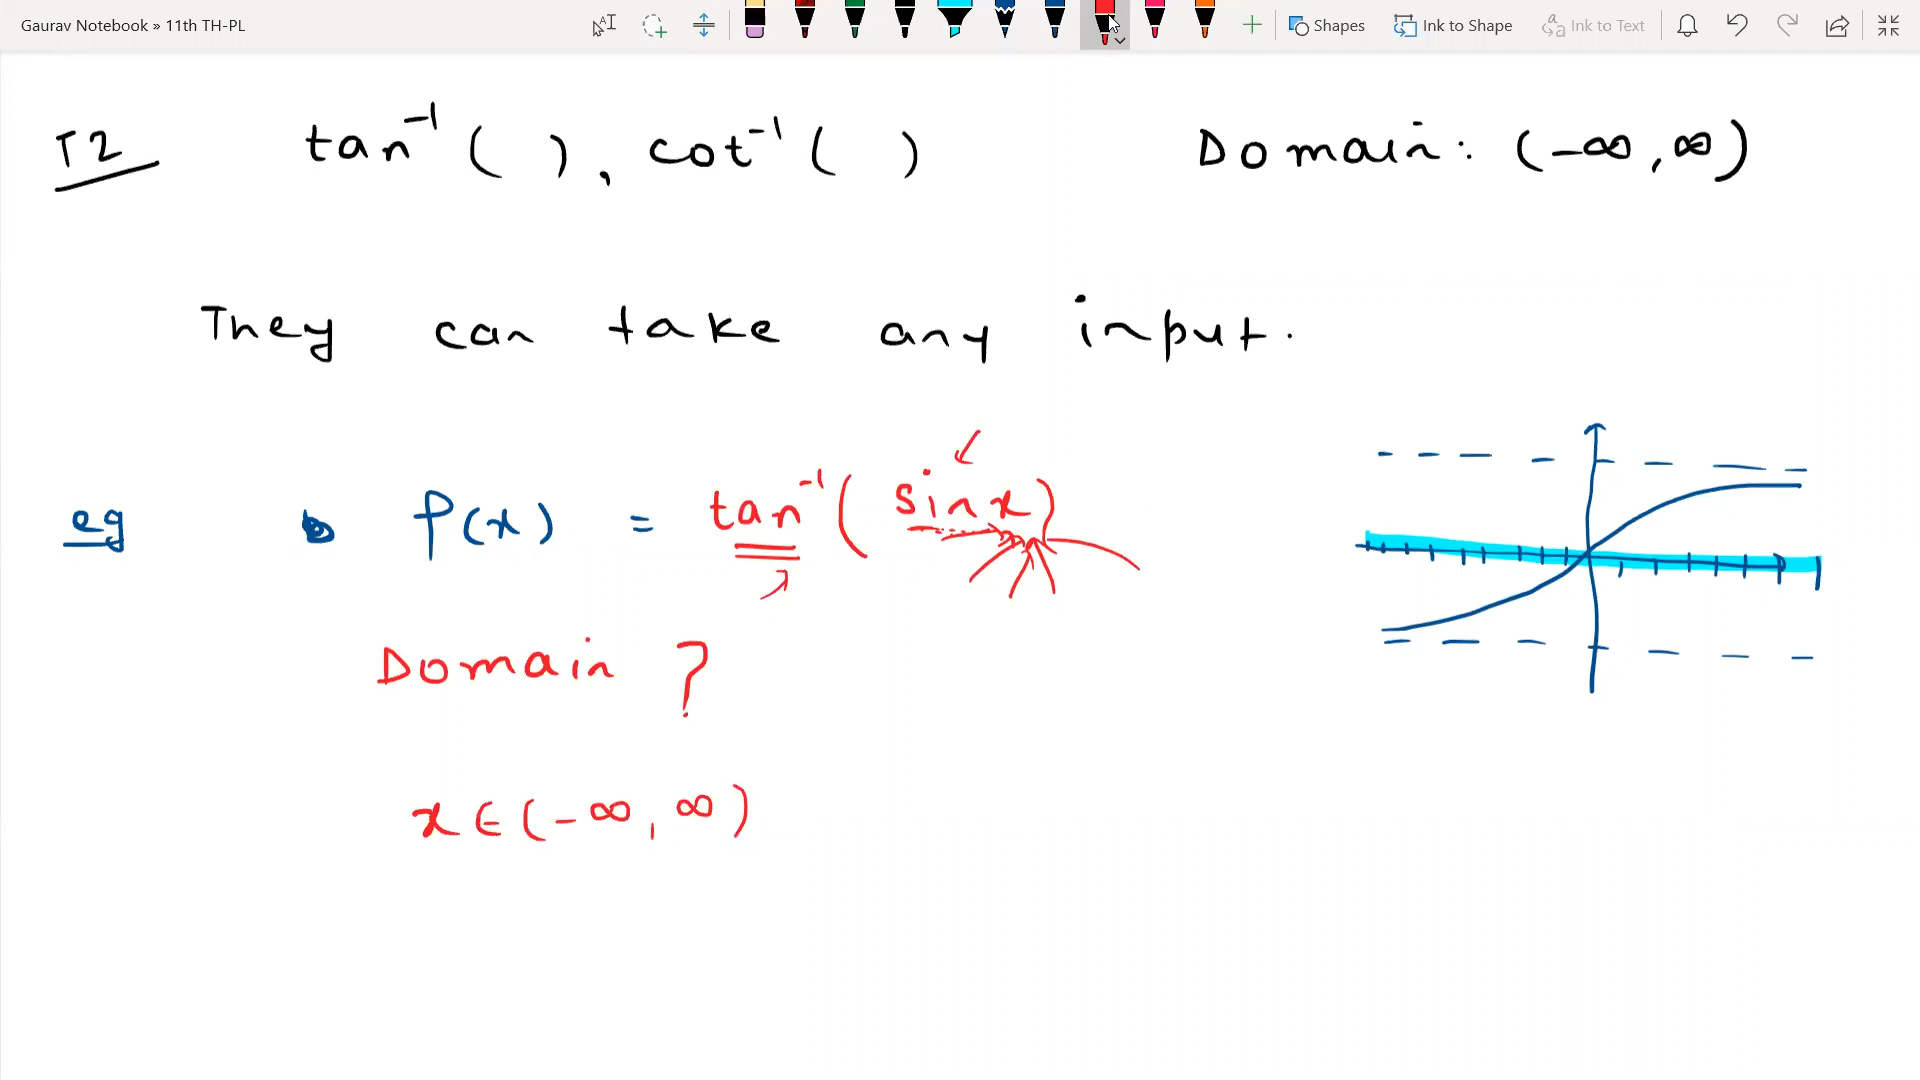 Gaurav Notebook » 11th TH-PL
Shapes
Ink to Shape
Ink to Text
T2 tan⁻¹( ), cot⁻¹( ) Domain: (-∞, ∞)
They can take any input.
eg f(x) = tan⁻¹(sin x)
Domain ?
x ∈ (-∞, ∞)